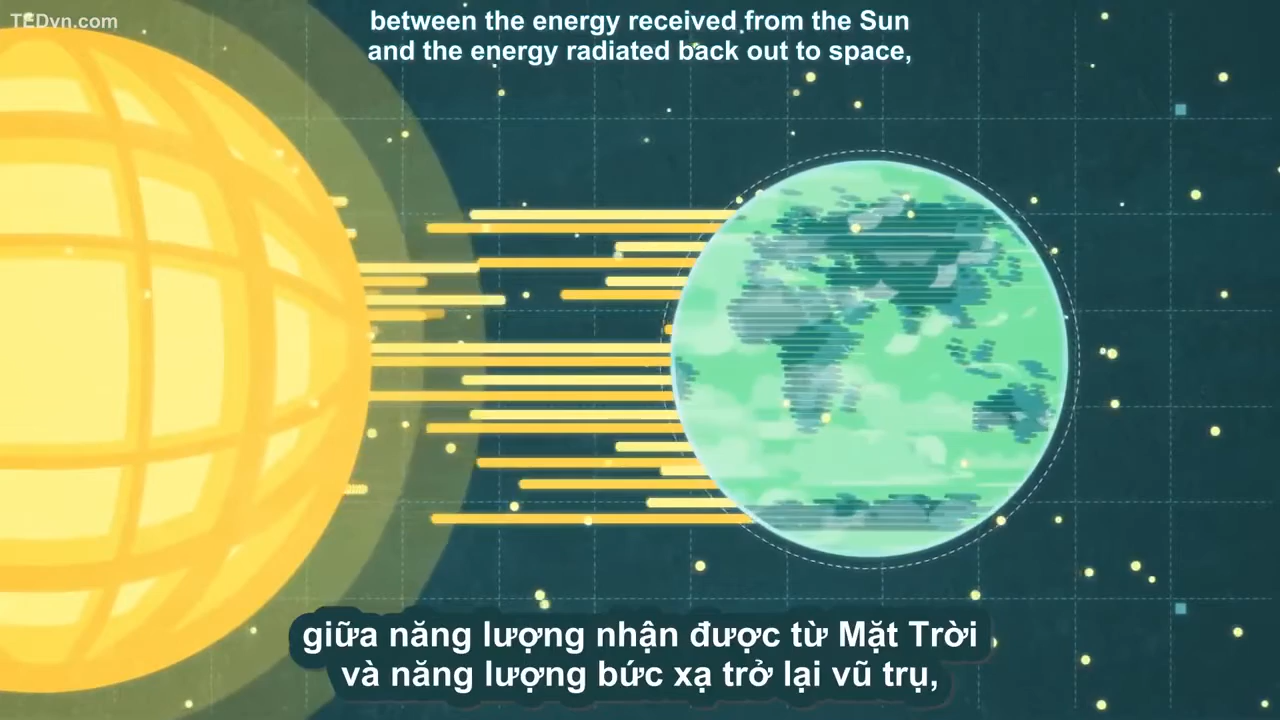 TEDvn.com
between the energy received from the Sun
and the energy radiated back out to space,
giữa năng lượng nhận được từ Mặt Trời
và năng lượng bức xạ trở lại vũ trụ,